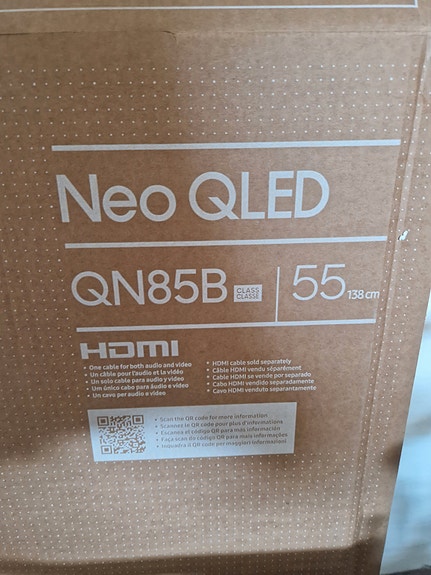 Neo QLED
QN85B CLASS CLASSE 55 138 cm
HDMI
• One cable for both audio and video
• Un câble pour l'audio et la vidéo
• Un solo cable para audio y video
• Um único cabo para áudio e vídeo
• Un cavo per audio e video
• HDMI cable sold separately
• Câble HDMI vendu séparément
• Cable HDMI se vende por separado
• Cabo HDMI vendido separadamente
• Cavo HDMI venduto separatamente
• Scan the QR code for more information
• Scannez le QR code pour plus d'informations
• Escanea el código QR para más información
• Faça scan do código QR para mais informações
• Inquadra il QR code per maggiori informazioni